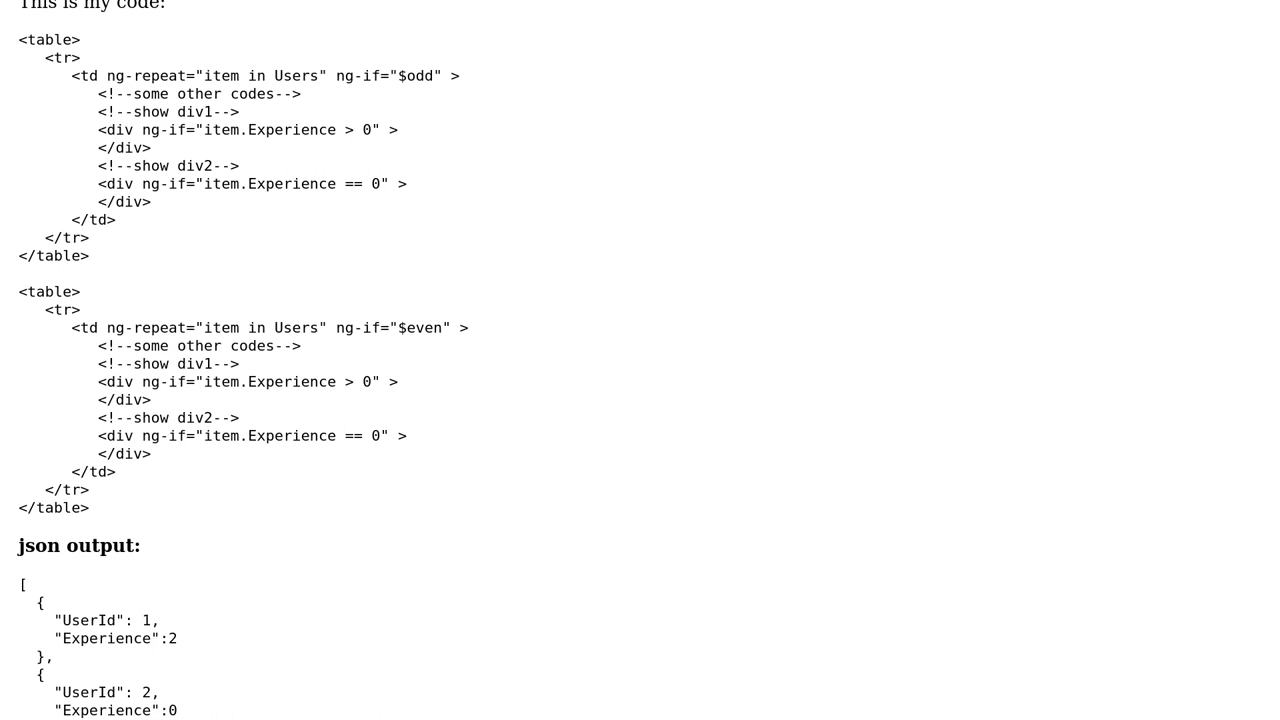 This is my code:
<table>
   <tr>
      <td ng-repeat="item in Users" ng-if="$odd" >
         <!--some other codes-->
         <!--show div1-->
         <div ng-if="item.Experience > 0" >
         </div>
         <!--show div2-->
         <div ng-if="item.Experience == 0" >
         </div>
      </td>
   </tr>
</table>

<table>
   <tr>
      <td ng-repeat="item in Users" ng-if="$even" >
         <!--some other codes-->
         <!--show div1-->
         <div ng-if="item.Experience > 0" >
         </div>
         <!--show div2-->
         <div ng-if="item.Experience == 0" >
         </div>
      </td>
   </tr>
</table>
json output:
[
  {
    "UserId": 1,
    "Experience":2
  },
  {
    "UserId": 2,
    "Experience":0